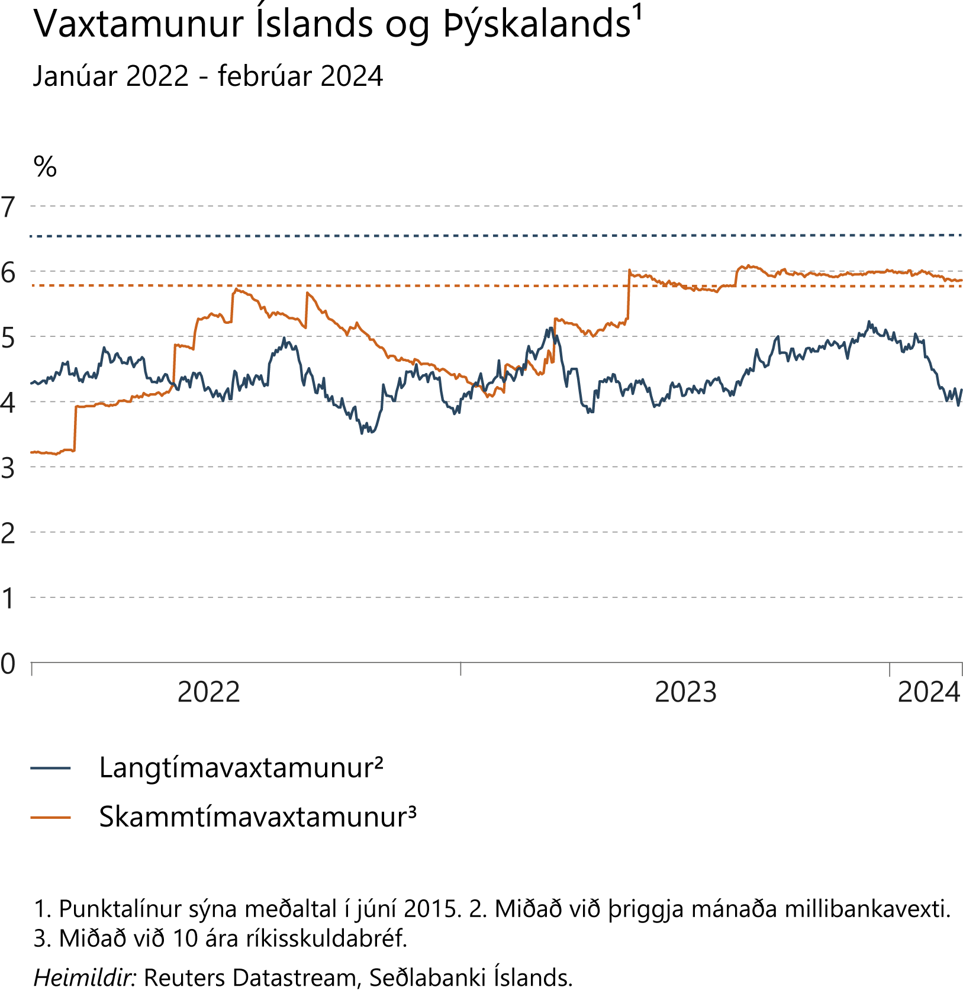 Vaxtamunur Íslands og Þýskalands¹
Janúar 2022 - febrúar 2024
%
7
6
5
4
3
2
1
0
2022 2023 2024
Langtímavaxtamunur²
Skammtímavaxtamunur³
1. Punktalínur sýna meðaltal í júní 2015. 2. Miðað við þriggja mánaða millibankavexti.
3. Miðað við 10 ára ríkisskuldabréf.
Heimildir: Reuters Datastream, Seðlabanki Íslands.